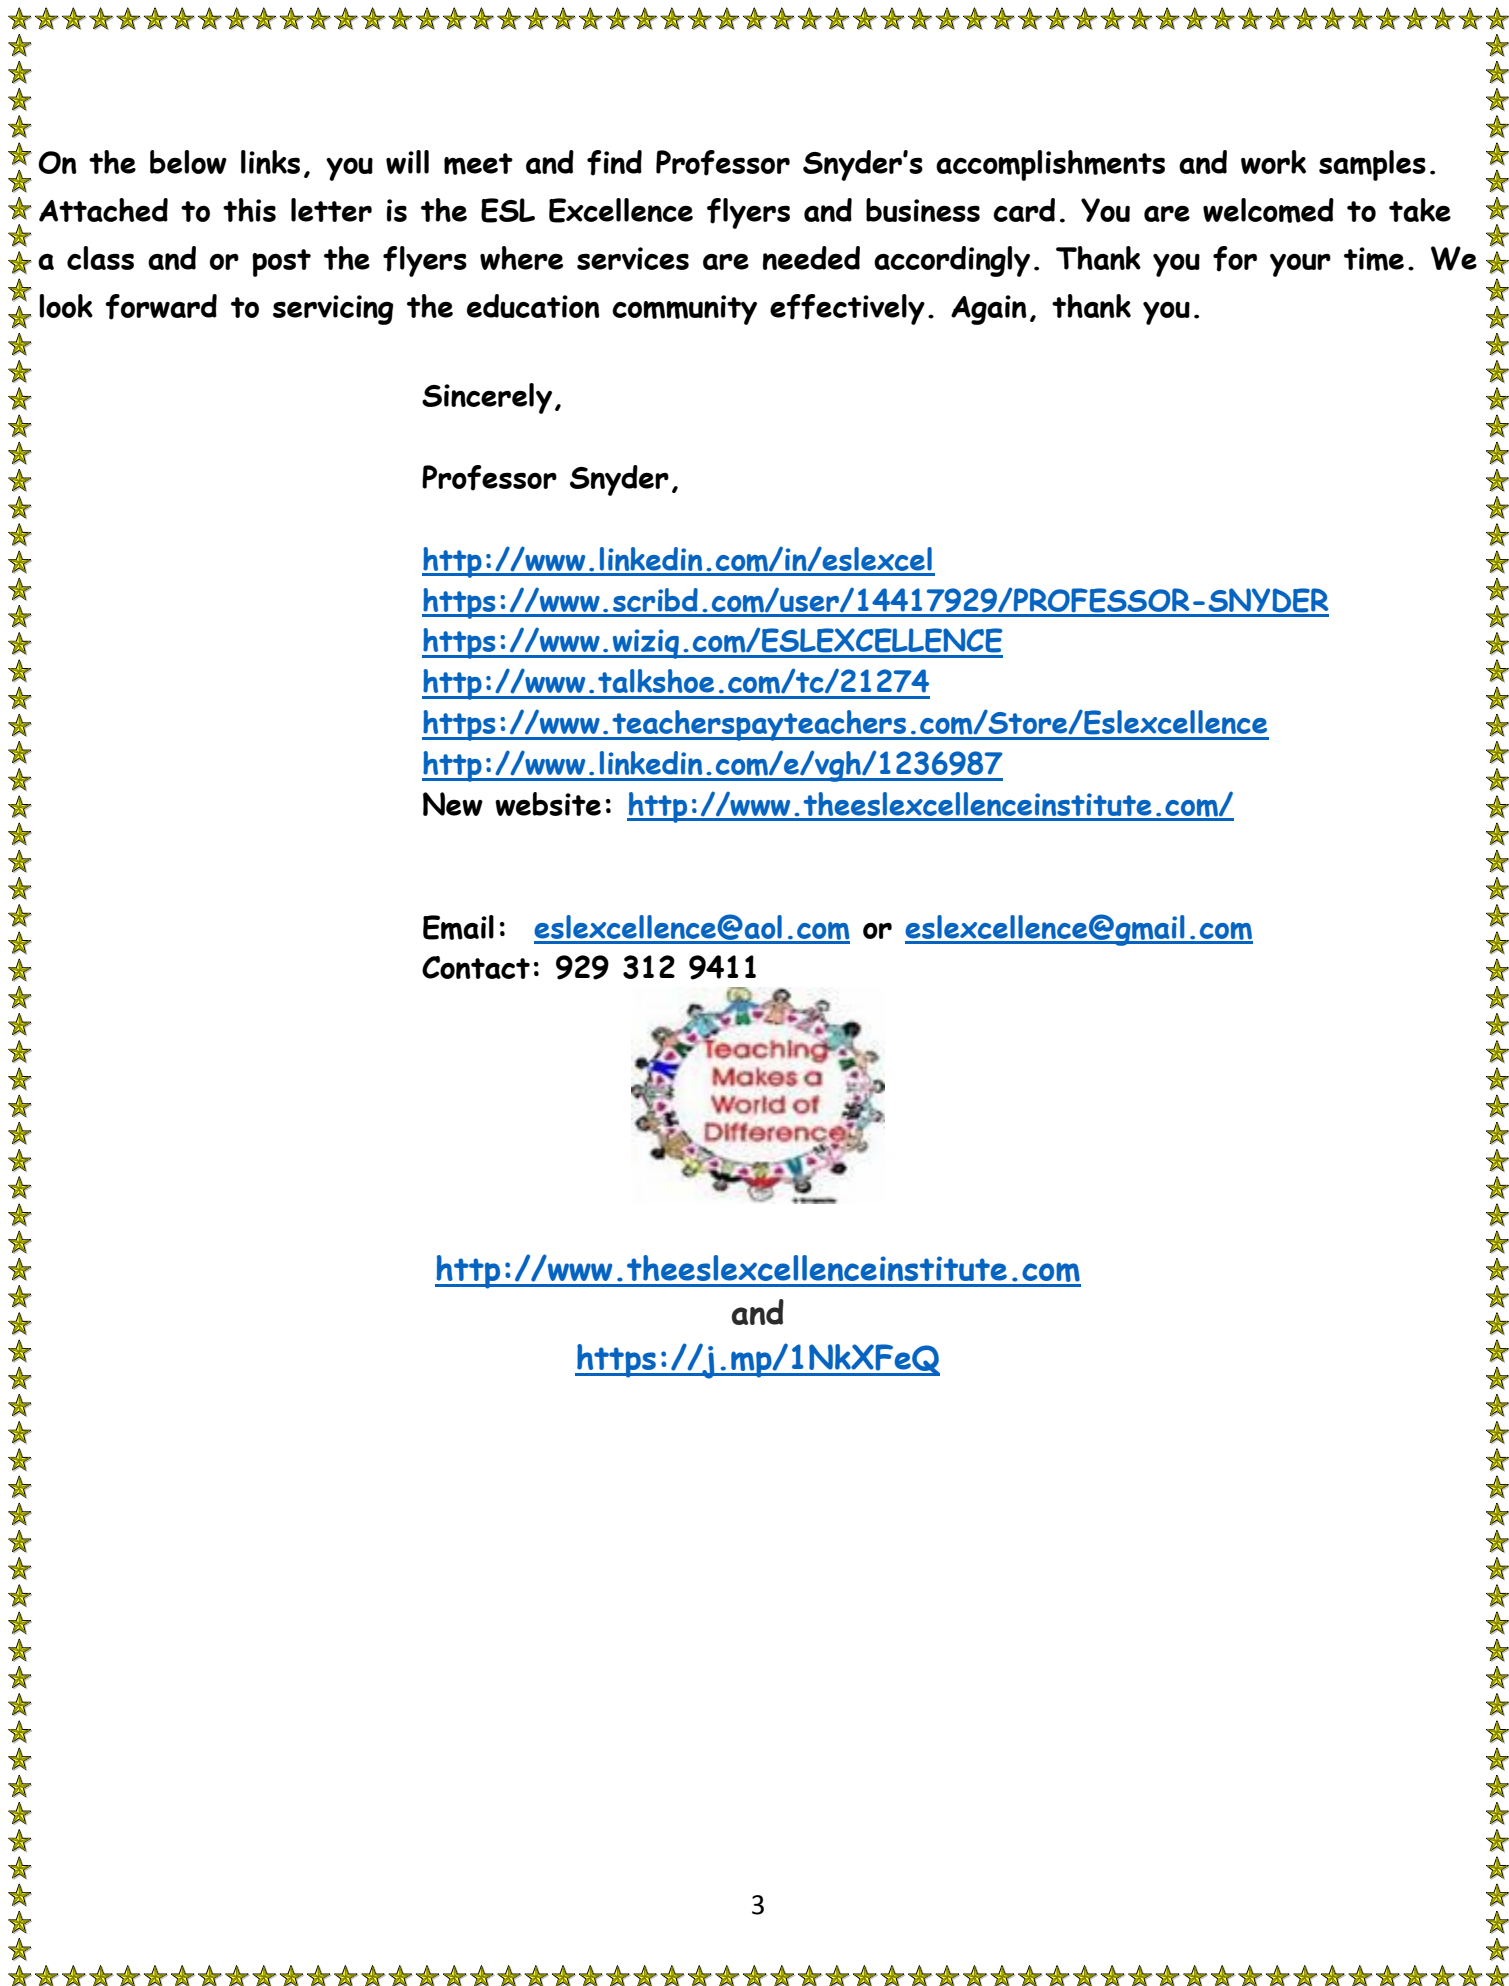 On the below links, you will meet and find Professor Snyder’s accomplishments and work samples.
Attached to this letter is the ESL Excellence flyers and business card. You are welcomed to take
a class and or post the flyers where services are needed accordingly. Thank you for your time. We
look forward to servicing the education community effectively. Again, thank you.
Sincerely,
Professor Snyder,
http://www.linkedin.com/in/eslexcel
https://www.scribd.com/user/14417929/PROFESSOR-SNYDER
https://www.wiziq.com/ESLEXCELLENCE
http://www.talkshoe.com/tc/21274
https://www.teacherspayteachers.com/Store/Eslexcellence
http://www.linkedin.com/e/vgh/1236987
New website: http://www.theeslexcellenceinstitute.com/
Email: eslexcellence@aol.com or eslexcellence@gmail.com
Contact: 929 312 9411
Teaching
Makes a
World of
Difference
http://www.theeslexcellenceinstitute.com
and
https://j.mp/1NkXFeQ
3